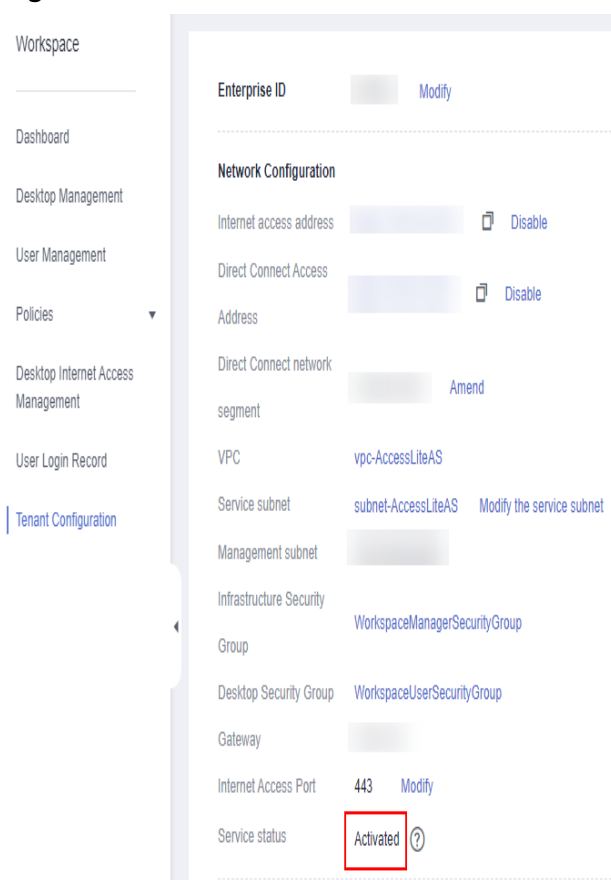 Workspace
Dashboard
Desktop Management
User Management
Policies
Desktop Internet Access
Management
User Login Record
Tenant Configuration
Enterprise ID Modify
Network Configuration
Internet access address Disable
Direct Connect Access
Address Disable
Direct Connect network
segment Amend
VPC vpc-AccessLiteAS
Service subnet subnet-AccessLiteAS Modify the service subnet
Management subnet
Infrastructure Security
Group WorkspaceManagerSecurityGroup
Desktop Security Group WorkspaceUserSecurityGroup
Gateway
Internet Access Port 443 Modify
Service status Activated ?